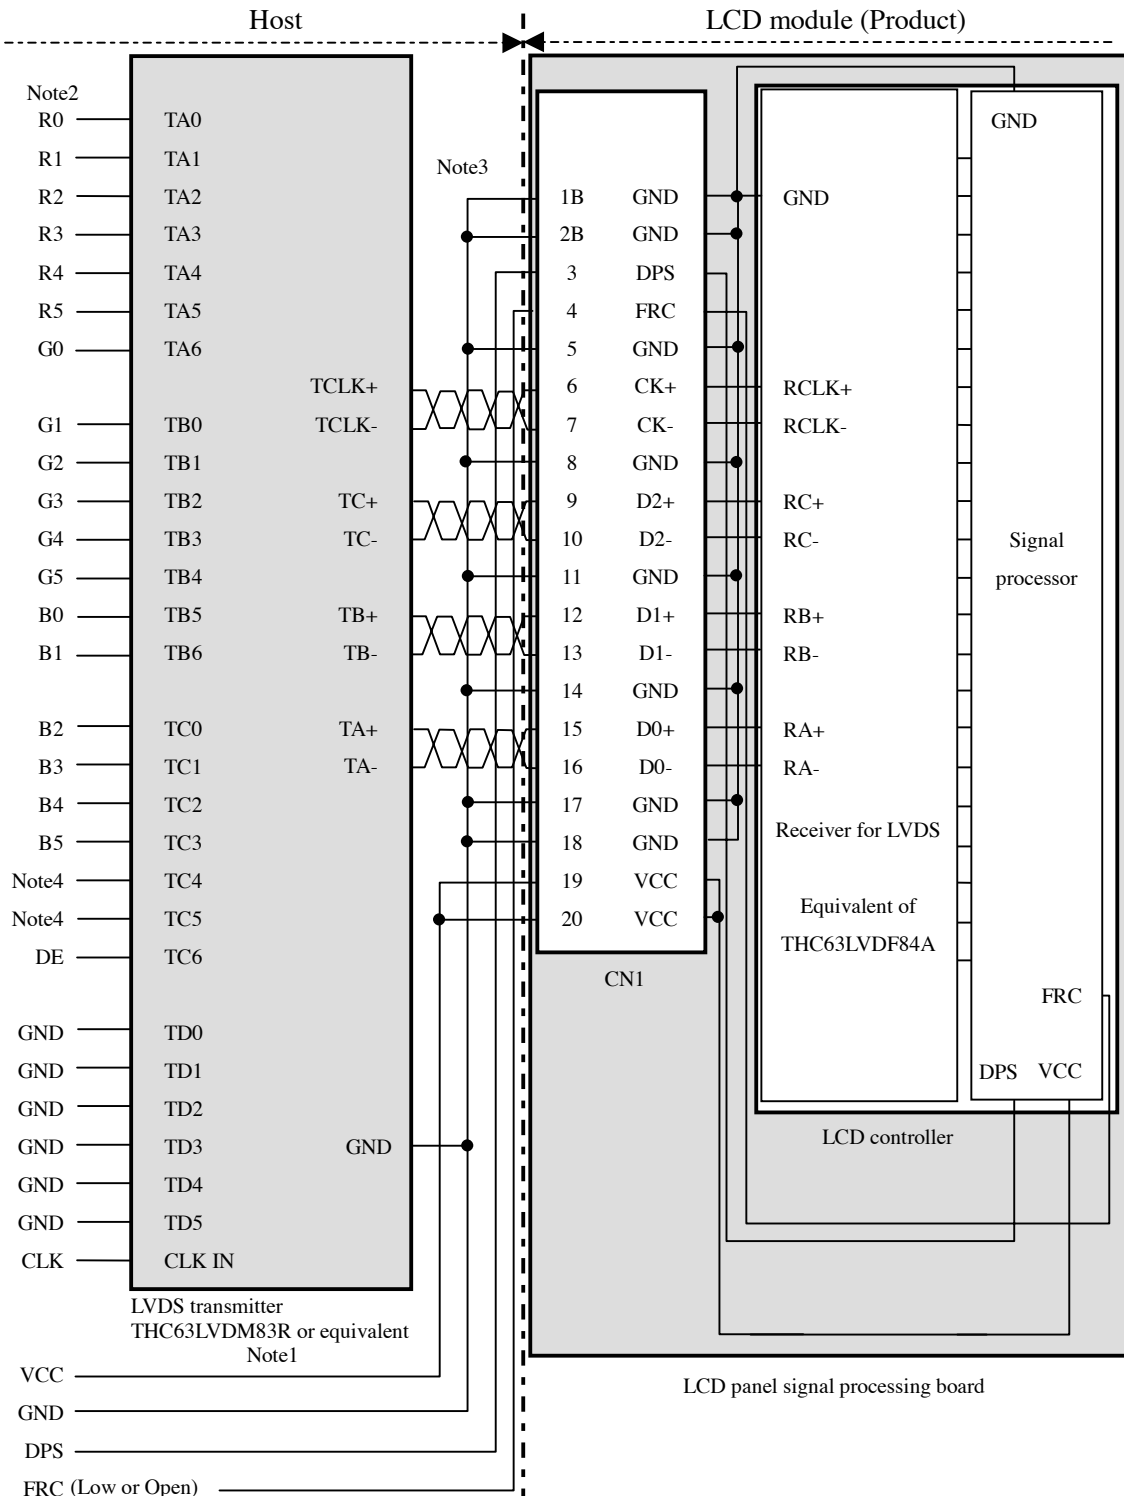 Host
LCD module (Product)
Note2
R0 TA0
R1 TA1
R2 TA2
R3 TA3
R4 TA4
R5 TA5
G0 TA6
TCLK+
G1 TB0 TCLK-
G2 TB1
G3 TB2 TC+
G4 TB3 TC-
G5 TB4
B0 TB5 TB+
B1 TB6 TB-
B2 TC0 TA+
B3 TC1 TA-
B4 TC2
B5 TC3
Note4 TC4
Note4 TC5
DE TC6
GND TD0
GND TD1
GND TD2
GND TD3 GND
GND TD4
GND TD5
CLK CLK IN
LVDS transmitter
THC63LVDM83R or equivalent
Note1
VCC
GND
DPS
FRC (Low or Open)
Note3
1B GND
2B GND
3 DPS
4 FRC
5 GND
6 CK+
7 CK-
8 GND
9 D2+
10 D2-
11 GND
12 D1+
13 D1-
14 GND
15 D0+
16 D0-
17 GND
18 GND
19 VCC
20 VCC
CN1
GND
RCLK+
RCLK-
RC+
RC-
RB+
RB-
RA+
RA-
Receiver for LVDS
Equivalent of
THC63LVDF84A
GND
Signal
processor
FRC
DPS VCC
LCD controller
LCD panel signal processing board